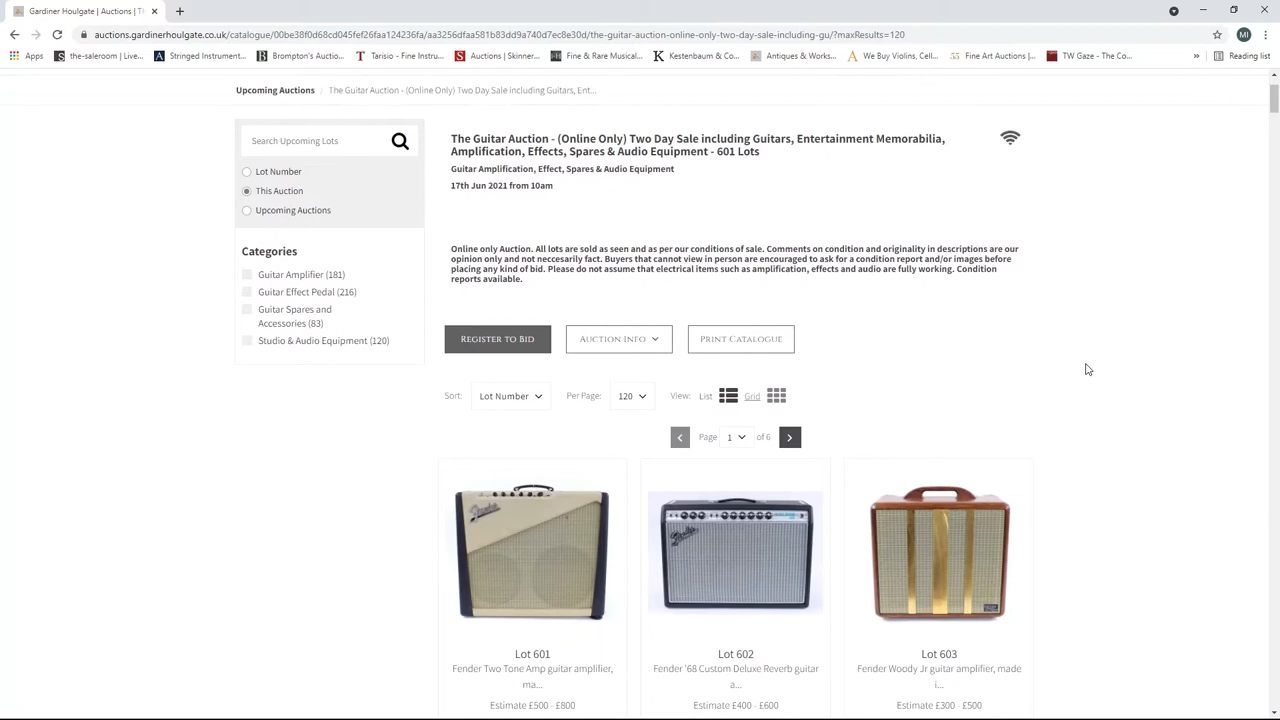 Gardiner Houlgate | Auctions | Ti
auctions.gardinerhoulgate.co.uk/catalogue/00be38f0d68cd045fef26faa124236fa/aa3256dfaa581b83dd9a740d7ec8e30d/the-guitar-auction-online-only-two-day-sale-including-gu/?maxResults=120
MI
Apps the-saleroom | Live... Stringed Instrument... Brompton's Auctio... Tarisio - Fine Instru... Auctions | Skinner... Fine & Rare Musical... Kestenbaum & Co... Antiques & Works... We Buy Violins, Cell... Fine Art Auctions |... TW Gaze - The Co... » Reading list
Upcoming Auctions / The Guitar Auction - (Online Only) Two Day Sale including Guitars, Ent...
Search Upcoming Lots
Lot Number
This Auction
Upcoming Auctions
Categories
Guitar Amplifier (181)
Guitar Effect Pedal (216)
Guitar Spares and
Accessories (83)
Studio & Audio Equipment (120)
The Guitar Auction - (Online Only) Two Day Sale including Guitars, Entertainment Memorabilia,
Amplification, Effects, Spares & Audio Equipment - 601 Lots
Guitar Amplification, Effect, Spares & Audio Equipment
17th Jun 2021 from 10am
Online only Auction. All lots are sold as seen and as per our conditions of sale. Comments on condition and originality in descriptions are our
opinion only and not neccesarily fact. Buyers that cannot view in person are encouraged to ask for a condition report and/or images before
placing any kind of bid. Please do not assume that electrical items such as amplification, effects and audio are fully working. Condition
reports available.
REGISTER TO BID AUCTION INFO PRINT CATALOGUE
Sort: Lot Number Per Page: 120 View: List Grid
Page 1 of 6
Fender
Fender
Lot 601
Fender Two Tone Amp guitar amplifier,
ma...
Estimate £500 - £800
Lot 602
Fender '68 Custom Deluxe Reverb guitar
a...
Estimate £400 - £600
Lot 603
Fender Woody Jr guitar amplifier, made
i...
Estimate £300 - £500